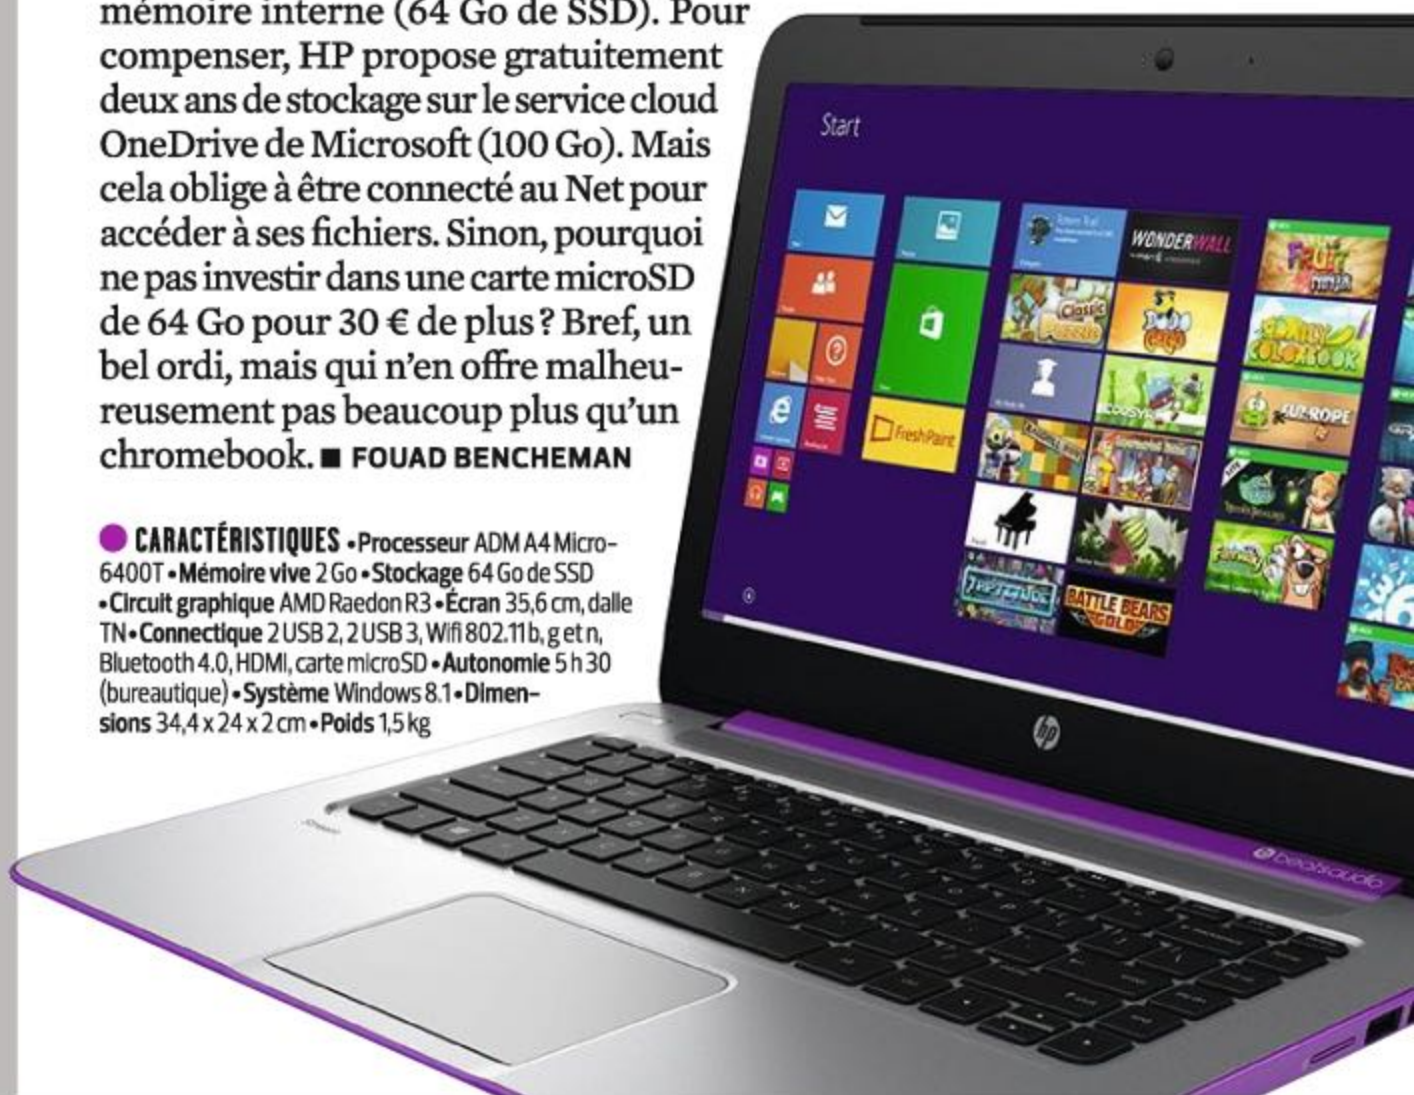 mémoire interne (64 Go de SSD). Pour
compenser, HP propose gratuitement
deux ans de stockage sur le service cloud
OneDrive de Microsoft (100 Go). Mais
cela oblige à être connecté au Net pour
accéder à ses fichiers. Sinon, pourquoi
ne pas investir dans une carte microSD
de 64 Go pour 30 € de plus ? Bref, un
bel ordi, mais qui n'en offre malheu-
reusement pas beaucoup plus qu'un
chromebook. ■ FOUAD BENCHEMAN
● CARACTÉRISTIQUES • Processeur ADM A4 Micro-
6400T • Mémoire vive 2 Go • Stockage 64 Go de SSD
• Circuit graphique AMD Raedon R3 • Écran 35,6 cm, dalle
TN • Connectique 2 USB 2, 2 USB 3, Wifi 802.11 b, g et n,
Bluetooth 4.0, HDMI, carte microSD • Autonomie 5 h 30
(bureautique) • Système Windows 8.1 • Dimen-
sions 34,4 x 24 x 2 cm • Poids 1,5 kg
Start
WONDERWALL
FRUIT NINJA
Classic Puzzle
COLORBOOK
FreshPaint
BATTLE BEARS
GOLD
hp
beatsaudio